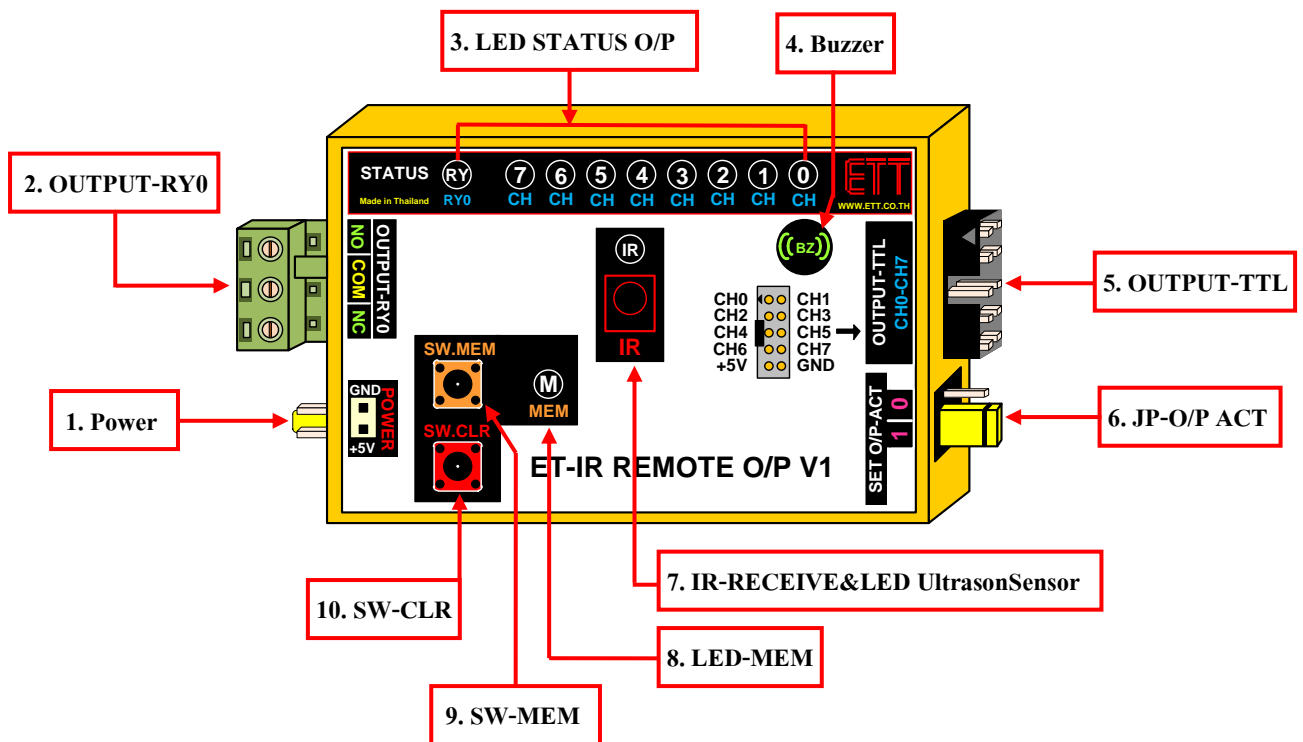 3. LED STATUS O/P
4. Buzzer
2. OUTPUT-RY0
STATUS RY 7 6 5 4 3 2 1 0 ETT
Made in Thailand RY0 CH CH CH CH CH CH CH CH WWW.ETT.CO.TH
NO COM NC
OUTPUT-RY0
IR
IR
((BZ))
OUTPUT-TTL
CH0-CH7
5. OUTPUT-TTL
CH0 CH1
CH2 CH3
CH4 CH5
CH6 CH7
+5V GND
SW.MEM
M
MEM
SW.CLR
1. Power
GND
POWER
+5V
SET O/P-ACT
1 0
6. JP-O/P ACT
ET-IR REMOTE O/P V1
7. IR-RECEIVE&LED UltrasonSensor
10. SW-CLR
8. LED-MEM
9. SW-MEM